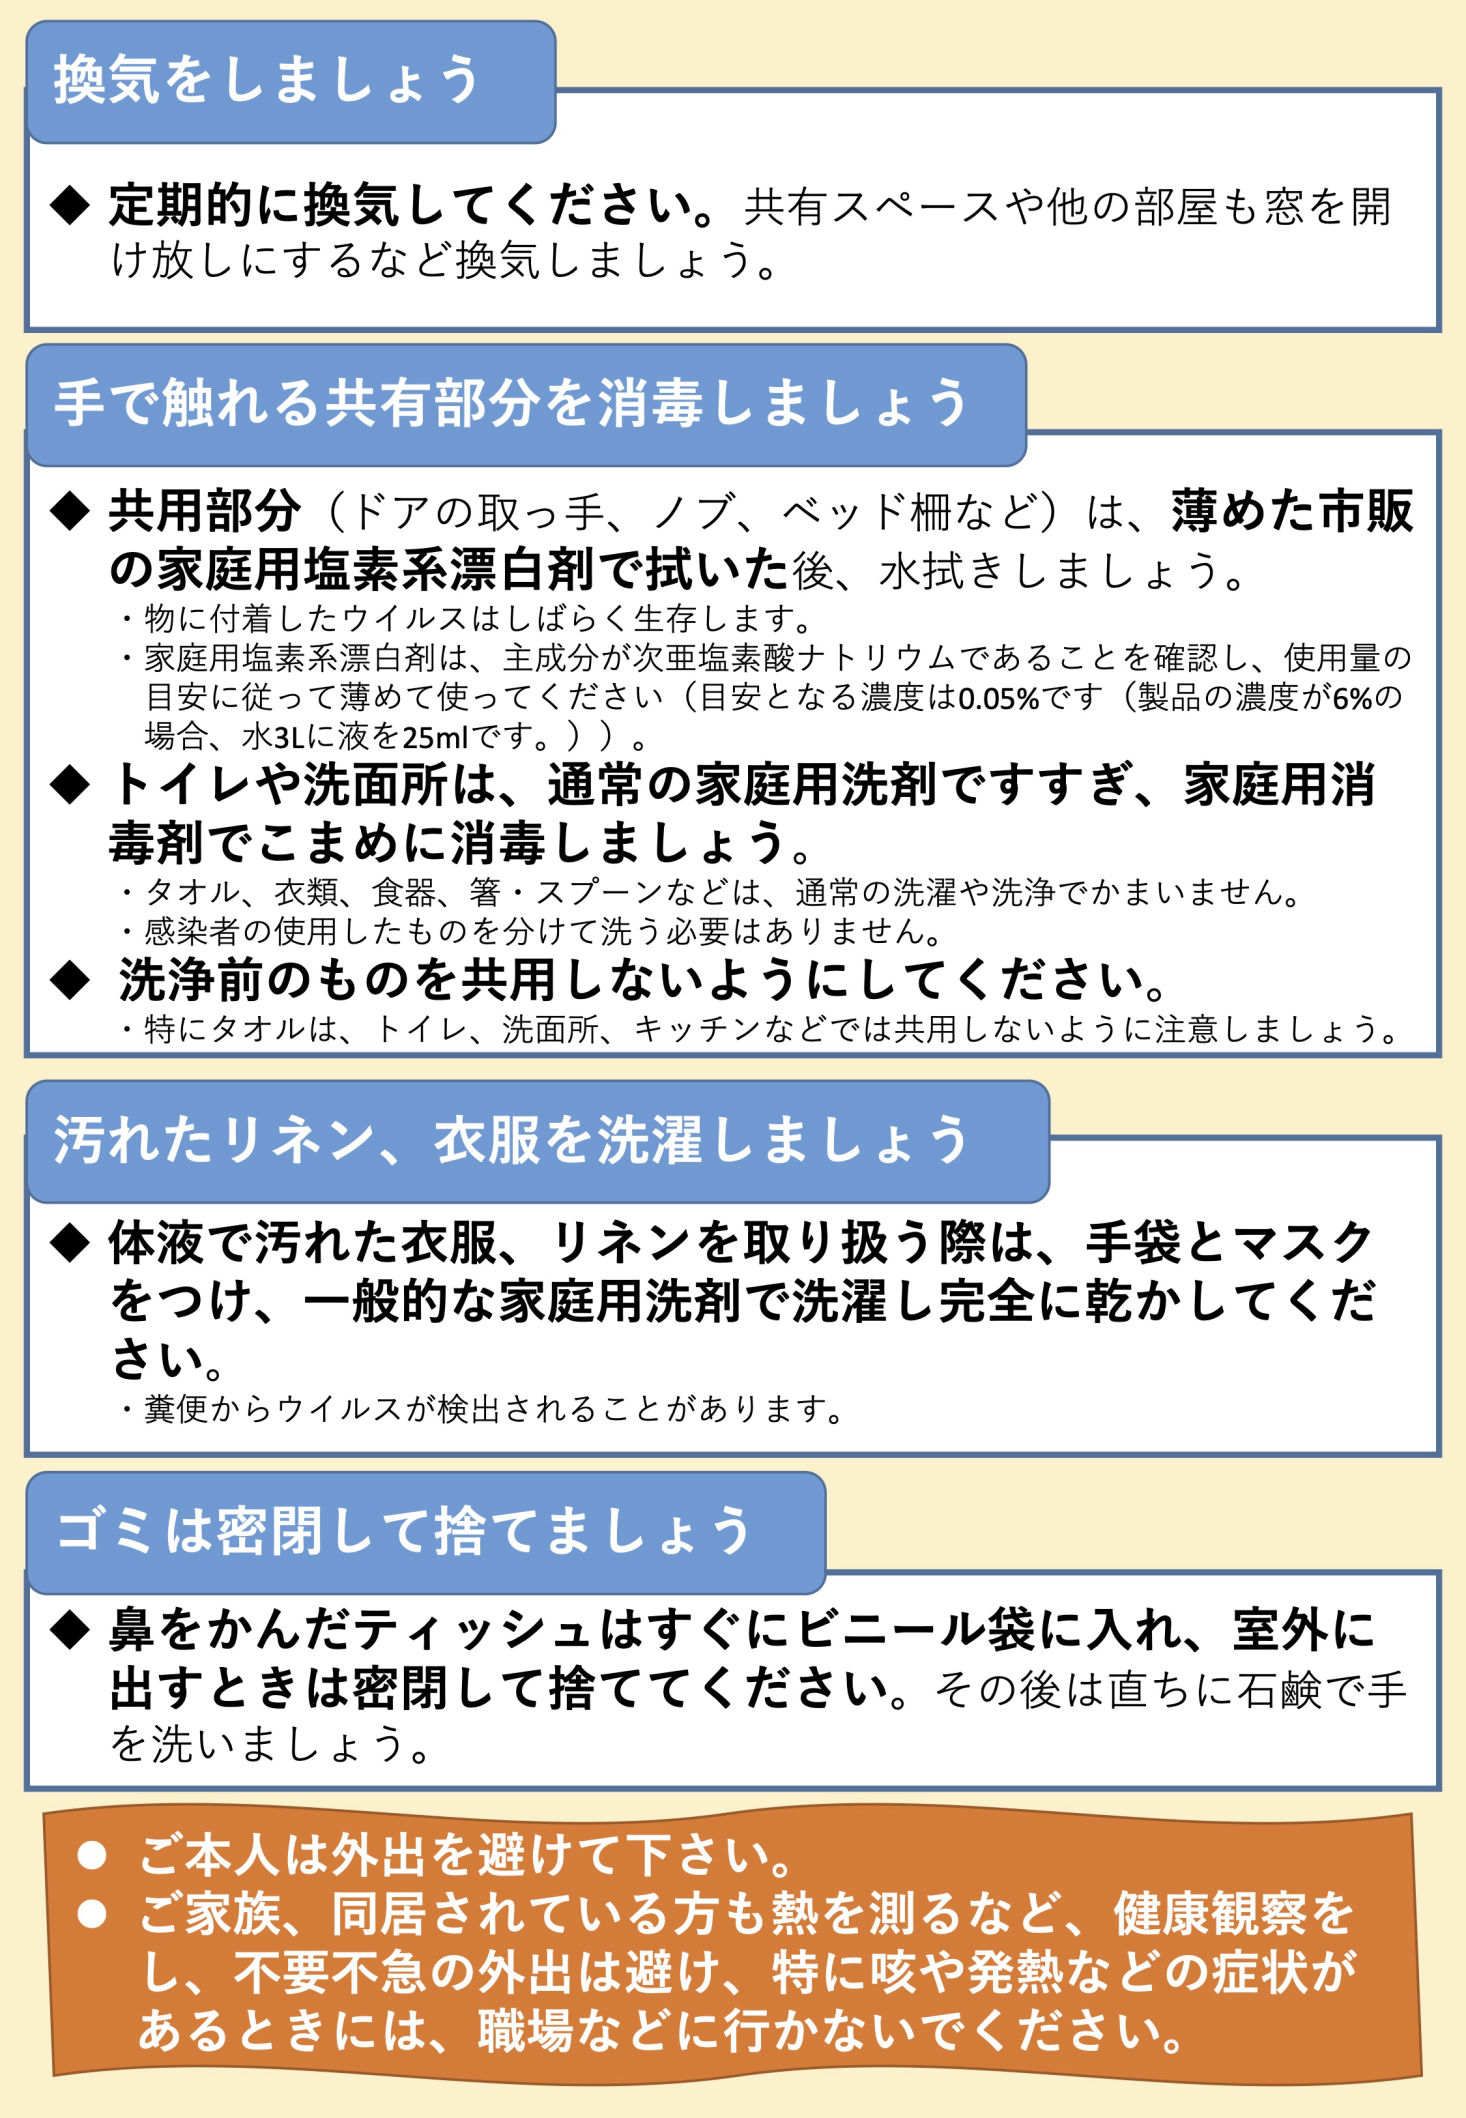 換気をしましょう
◆ 定期的に換気してください。共有スペースや他の部屋も窓を開
け放しにするなど換気しましょう。
手で触れる共有部分を消毒しましょう
◆ 共用部分（ドアの取っ手、ノブ、ベッド柵など）は、薄めた市販
の家庭用塩素系漂白剤で拭いた後、水拭きしましょう。
・物に付着したウイルスはしばらく生存します。
・家庭用塩素系漂白剤は、主成分が次亜塩素酸ナトリウムであることを確認し、使用量の
目安に従って薄めて使ってください（目安となる濃度は0.05%です（製品の濃度が6%の
場合、水3Lに液を25mlです。））。
◆ トイレや洗面所は、通常の家庭用洗剤ですすぎ、家庭用消
毒剤でこまめに消毒しましょう。
・タオル、衣類、食器、箸・スプーンなどは、通常の洗濯や洗浄でかまいません。
・感染者の使用したものを分けて洗う必要はありません。
◆ 洗浄前のものを共用しないようにしてください。
・特にタオルは、トイレ、洗面所、キッチンなどでは共用しないように注意しましょう。
汚れたリネン、衣服を洗濯しましょう
◆ 体液で汚れた衣服、リネンを取り扱う際は、手袋とマスク
をつけ、一般的な家庭用洗剤で洗濯し完全に乾かしてくだ
さい。
・糞便からウイルスが検出されることがあります。
ゴミは密閉して捨てましょう
◆ 鼻をかんだティッシュはすぐにビニール袋に入れ、室外に
出すときは密閉して捨ててください。その後は直ちに石鹸で手
を洗いましょう。
● ご本人は外出を避けて下さい。
● ご家族、同居されている方も熱を測るなど、健康観察を
し、不要不急の外出は避け、特に咳や発熱などの症状が
あるときには、職場などに行かないでください。